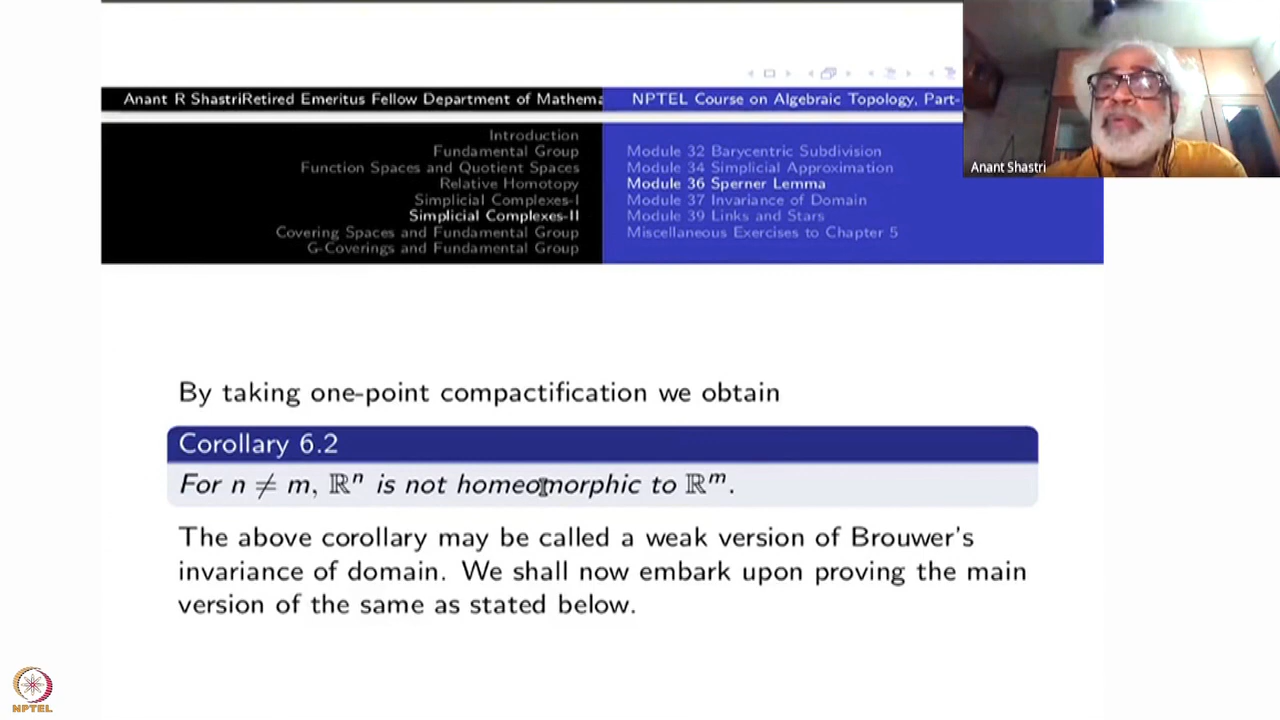 Anant R ShastriRetired Emeritus Fellow Department of Mathema
NPTEL Course on Algebraic Topology, Part-
Introduction
Fundamental Group
Function Spaces and Quotient Spaces
Relative Homotopy
Simplicial Complexes-I
Simplicial Complexes-II
Covering Spaces and Fundamental Group
G-Coverings and Fundamental Group
Module 32 Barycentric Subdivision
Module 34 Simplicial Approximation
Module 36 Sperner Lemma
Module 37 Invariance of Domain
Module 39 Links and Stars
Miscellaneous Exercises to Chapter 5
Anant Shastri
By taking one-point compactification we obtain
Corollary 6.2
For n ≠ m, ℝⁿ is not homeomorphic to ℝᵐ.
The above corollary may be called a weak version of Brouwer's
invariance of domain. We shall now embark upon proving the main
version of the same as stated below.
NPTEL